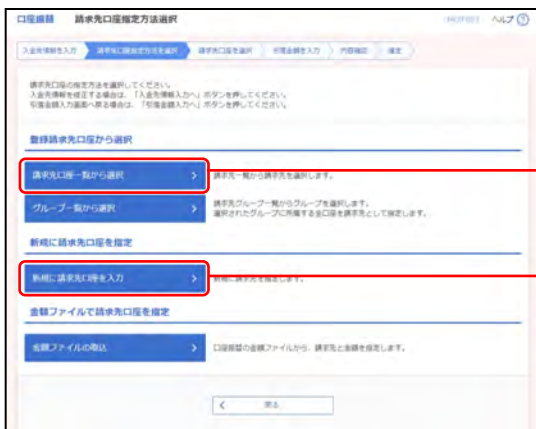 口座振替 請求先口座指定方法選択
ヘルプ ?
入金先情報を入力 請求先口座指定方法を選択 請求先口座を選択 引落金額を入力 内容確認 確定
請求先口座の指定方法を選択してください。
入金先情報を修正する場合は、「入金先情報入力へ」ボタンを押してください。
引落金額入力画面へ戻る場合は、「引落金額入力へ」ボタンを押してください。
登録請求先口座から選択
請求先口座一覧から選択
請求先一覧から請求先を選択します。
グループ一覧から選択
請求先グループ一覧からグループを選択します。
選択されたグループに所属する全口座を請求先として指定します。
新規に請求先口座を指定
新規に請求先口座を入力
新規に請求先を指定します。
金額ファイルで請求先口座を指定
金額ファイルの取込
口座振替の金額ファイルから、請求先と金額を指定します。
戻る